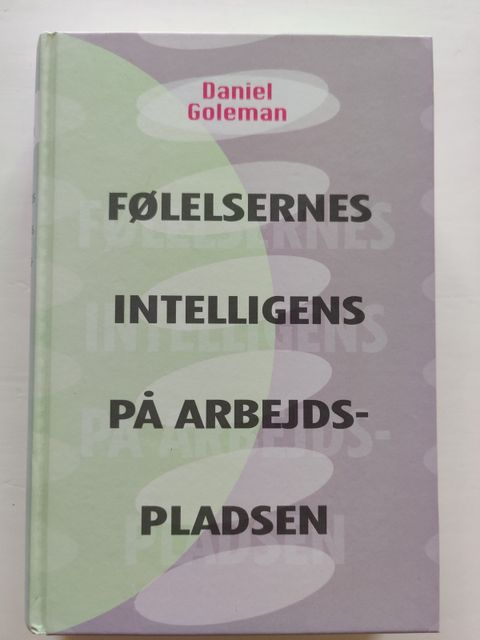 Daniel
Goleman
FØLELSERNES
INTELLIGENS
PÅ ARBEJDS-
PLADSEN